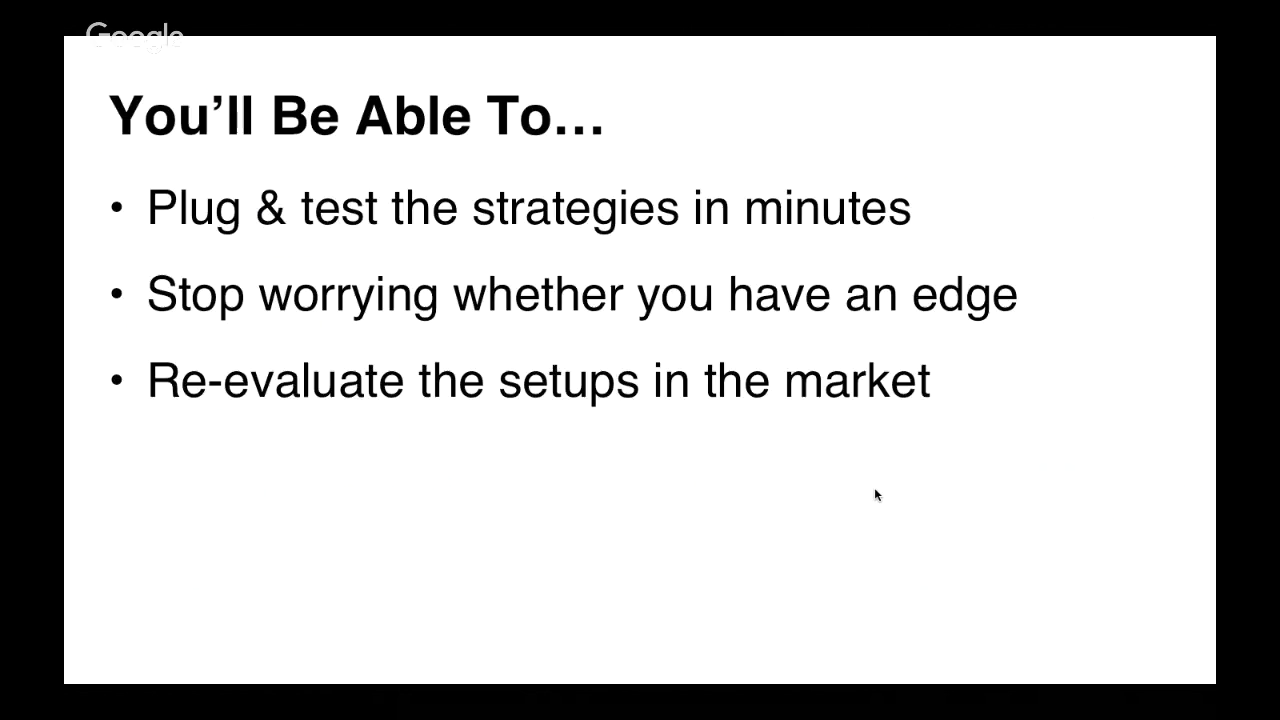 Google
You’ll Be Able To…
• Plug & test the strategies in minutes
• Stop worrying whether you have an edge
• Re-evaluate the setups in the market